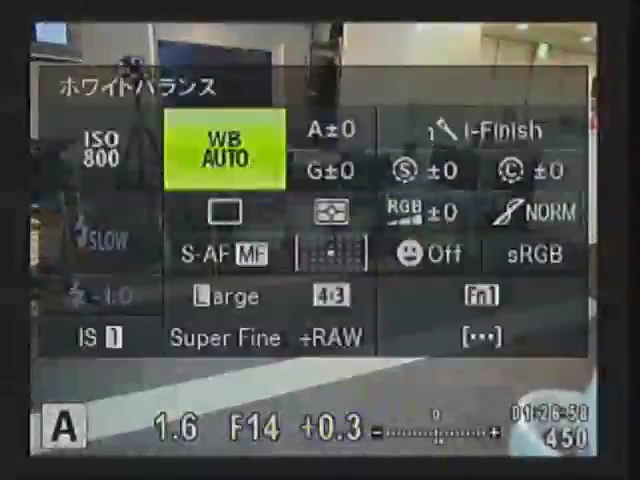 ホワイトバランス
ISO 800
WB AUTO
A±0
i-Finish
G±0
S ±0
C ±0
RGB ±0
NORM
SLOW
S-AF MF
Off
sRGB
-1.0
Large
4:3
Fn1
IS 1
Super Fine
+RAW
[...]
A
1.6
F14
+0.3
- 0 +
01:26:58
450